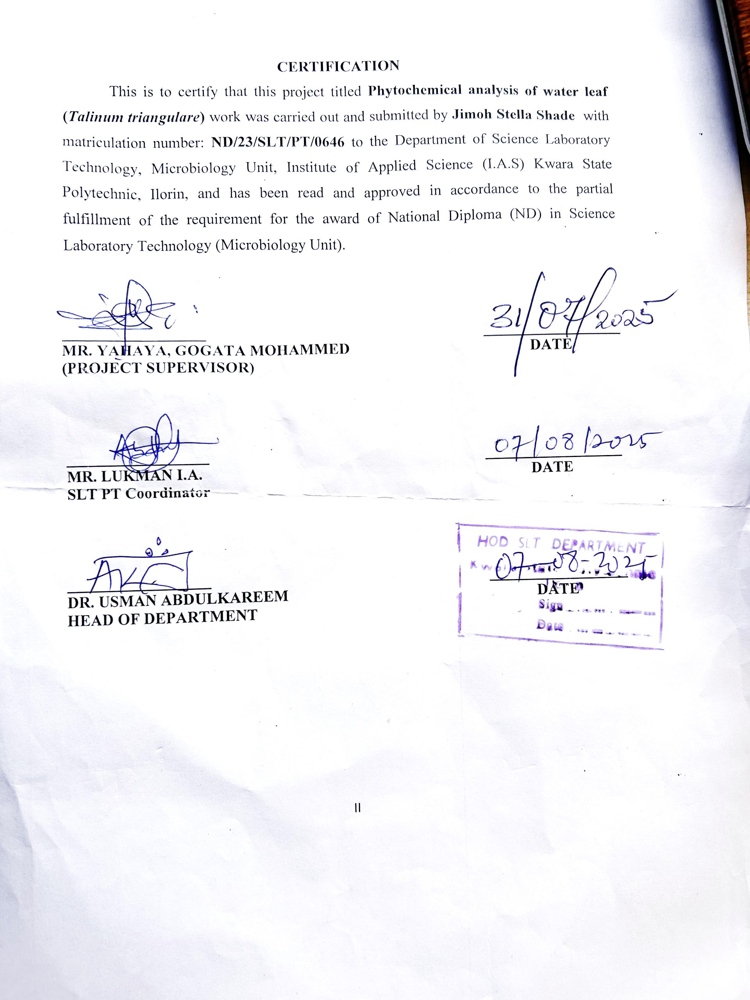 CERTIFICATION
This is to certify that this project titled Phytochemical analysis of water leaf
(Talinum triangulare) work was carried out and submitted by Jimoh Stella Shade with
matriculation number: ND/23/SLT/PT/0646 to the Department of Science Laboratory
Technology, Microbiology Unit, Institute of Applied Science (I.A.S) Kwara State
Polytechnic, Ilorin, and has been read and approved in accordance to the partial
fulfillment of the requirement for the award of National Diploma (ND) in Science
Laboratory Technology (Microbiology Unit).
31/07/2025
MR. YAHAYA, GOGATA MOHAMMED
DATE
(PROJECT SUPERVISOR)
07/08/2025
MR. LUKMAN I.A.
DATE
SLT PT Coordinator
HOD SLT DEPARTMENT
07-08-2025
DR. USMAN ABDULKAREEM
DATE
HEAD OF DEPARTMENT
Sign
Date
II